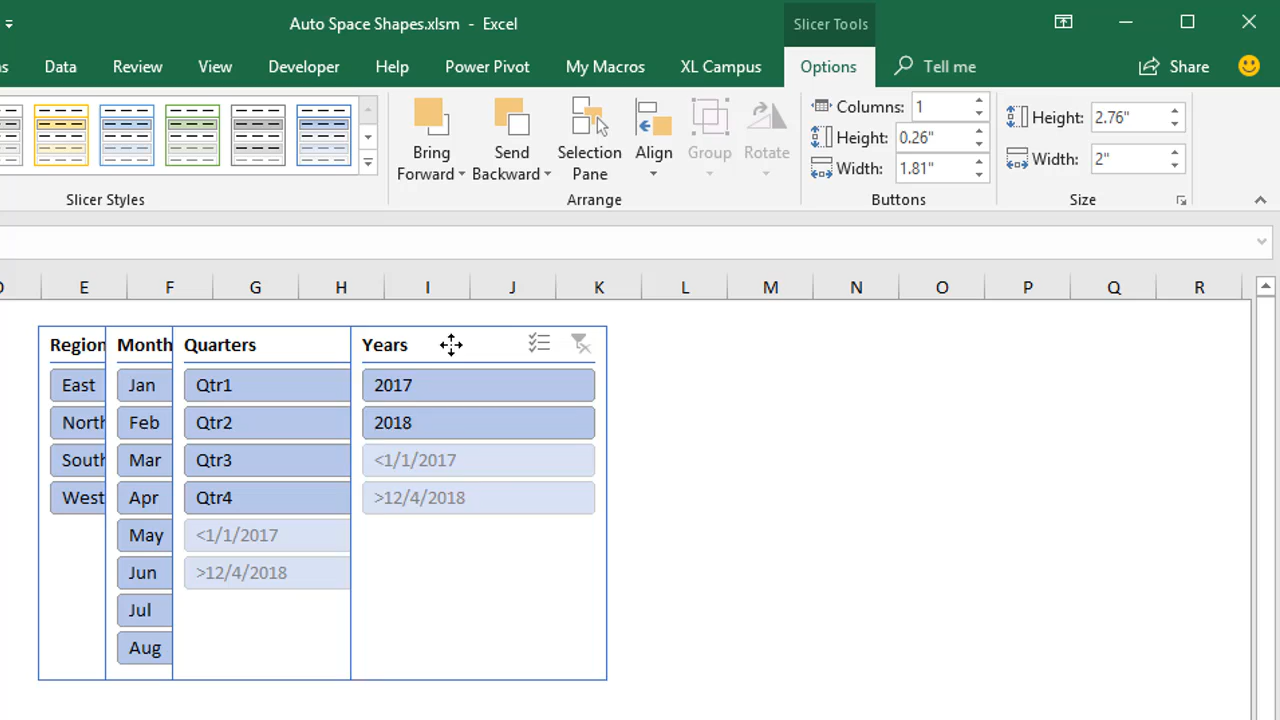 Auto Space Shapes.xlsm - Excel
Slicer Tools
Data
Review
View
Developer
Help
Power Pivot
My Macros
XL Campus
Options
Tell me
Share
Bring Forward
Send Backward
Selection Pane
Align
Group
Rotate
Columns: 1
Height: 0.26"
Width: 1.81"
Height: 2.76"
Width: 2"
Slicer Styles
Arrange
Buttons
Size
E F G H I J K L M N O P Q R
Region
East
North
South
West
Month
Jan
Feb
Mar
Apr
May
Jun
Jul
Aug
Quarters
Qtr1
Qtr2
Qtr3
Qtr4
<1/1/2017
>12/4/2018
Years
2017
2018
<1/1/2017
>12/4/2018